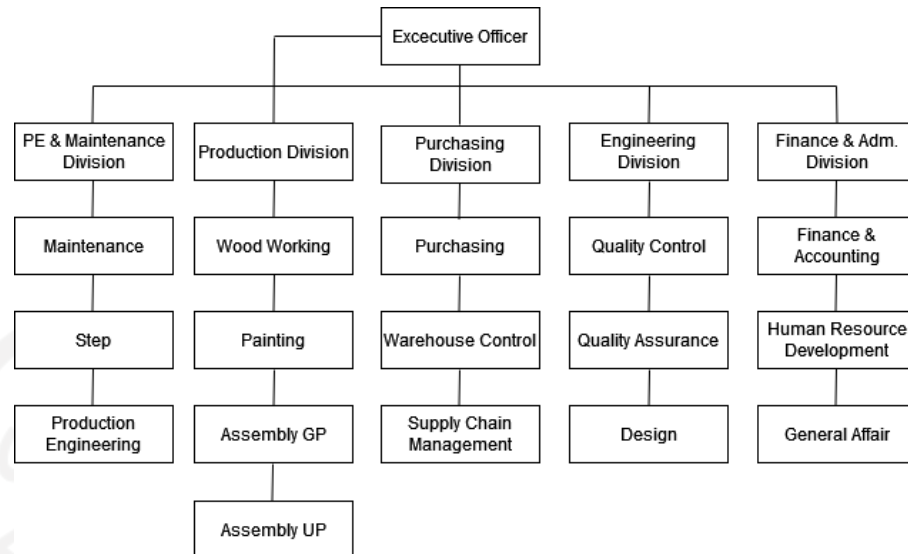 Excecutive Officer
PE & Maintenance
Division
Production Division
Purchasing
Division
Engineering
Division
Finance & Adm.
Division
Maintenance
Wood Working
Purchasing
Quality Control
Finance &
Accounting
Step
Painting
Warehouse Control
Quality Assurance
Human Resource
Development
Production
Engineering
Assembly GP
Supply Chain
Management
Design
General Affair
Assembly UP